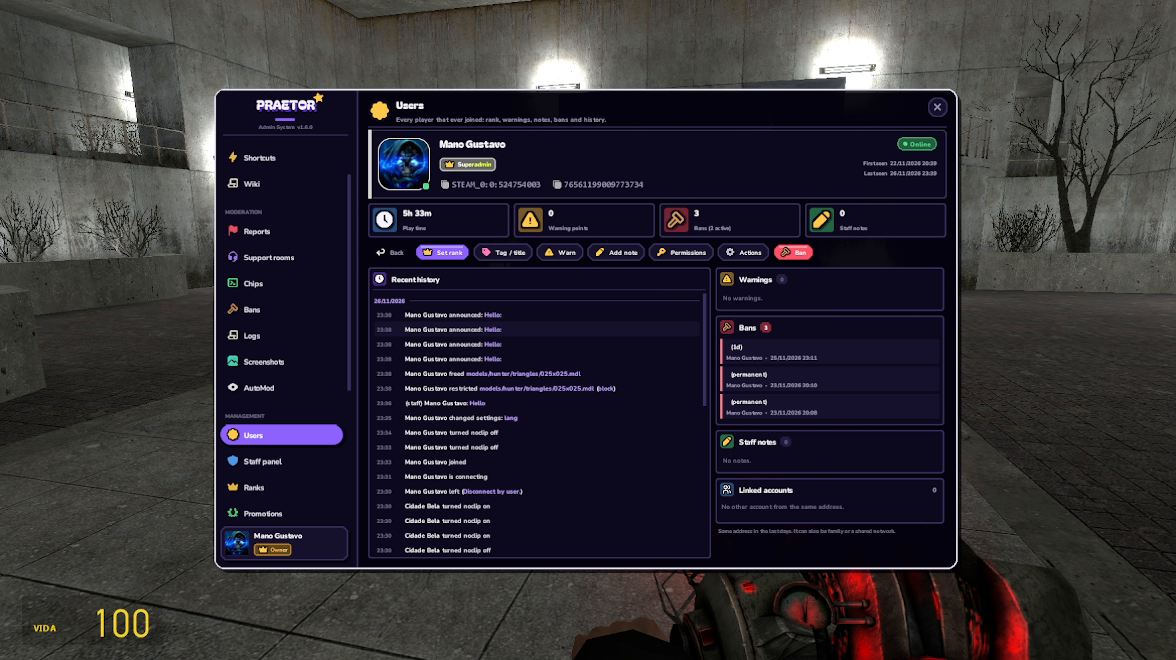 PRAETOR
Admin System v1.6.0
Shortcuts
Wiki
MODERATION
Reports
Support rooms
Chips
Bans
Logs
Screenshots
AutoMod
MANAGEMENT
Users
Staff panel
Ranks
Promotions
Mano Gustavo
Owner
Users
Every player that ever joined: rank, warnings, notes, bans and history.
Mano Gustavo
Superadmin
STEAM_0:0:524754003 76561199009773734
Online
First seen 22/11/2026 20:39
Last seen 26/11/2026 23:39
5h 33m
Play time
0
Warning points
3
Bans (2 active)
0
Staff notes
Back Set rank Tag / title Warn Add note Permissions Actions Ban
Recent history
26/11/2026
23:38 Mano Gustavo announced: Hello:
23:38 Mano Gustavo announced: Hello:
23:38 Mano Gustavo announced: Hello:
23:38 Mano Gustavo announced: Hello:
23:38 Mano Gustavo freed models/hunter/triangles/025x025.mdl
23:38 Mano Gustavo restricted models/hunter/triangles/025x025.mdl (block)
23:36 (staff) Mano Gustavo: Hello
23:35 Mano Gustavo changed settings: lang
23:34 Mano Gustavo turned noclip off
23:33 Mano Gustavo turned noclip off
23:33 Mano Gustavo joined
23:31 Mano Gustavo is connecting
23:30 Mano Gustavo left (Disconnect by user.)
23:30 Cidade Bela turned noclip on
23:30 Cidade Bela turned noclip on
23:30 Cidade Bela turned noclip on
23:30 Cidade Bela turned noclip off
Warnings 0
No warnings.
Bans 3
(1d)
Mano Gustavo • 25/11/2026 23:11
(permanent)
Mano Gustavo • 23/11/2026 20:10
(permanent)
Mano Gustavo • 23/11/2026 20:08
Staff notes 0
No notes.
Linked accounts 0
No other account from the same address.
Same address in the last days. It can also be family or a shared network.
VIDA 100